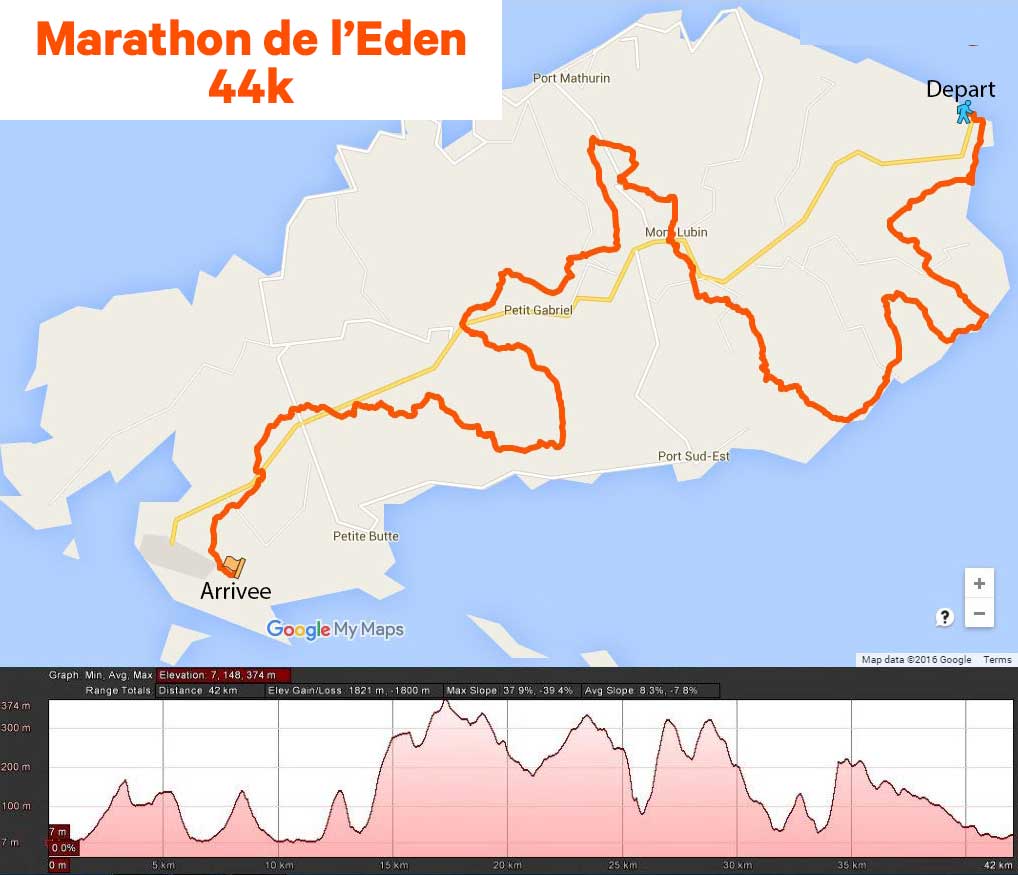 Marathon de l’Eden
44k
Port Mathurin
Depart
Mont Lubin
Petit Gabriel
Port Sud-Est
Petite Butte
Arrivee
Google My Maps
+
?
−
Map data ©2016 Google Terms
Graph: Min, Avg, Max Elevation: 7, 148, 374 m
Range Totals: Distance: 42 km Elev Gain/Loss: 1821 m, -1800 m Max Slope: 37.9%, -39.4% Avg Slope: 8.3%, -7.8%
374 m
300 m
200 m
100 m
7 m
7 m
0.0%
0 m 5 km 10 km 15 km 20 km 25 km 30 km 35 km 42 km